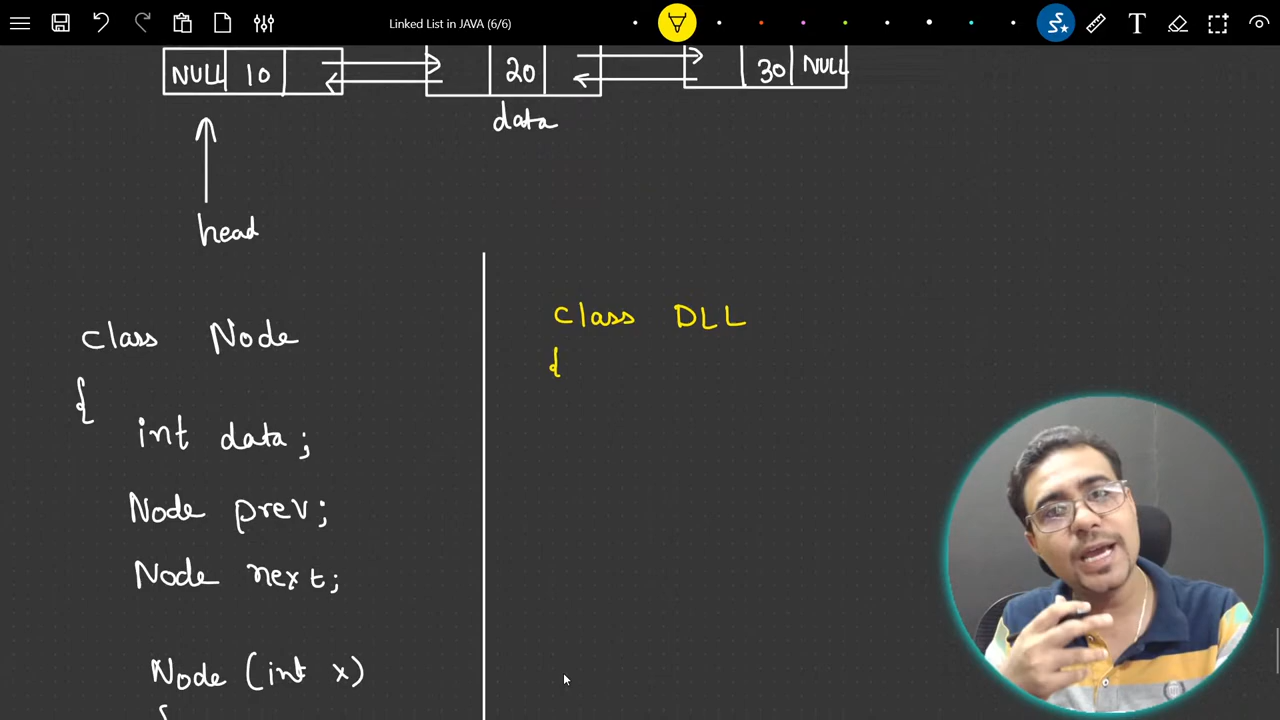 Linked List in JAVA (6/6)
NULL 10 20 30 NULL
data
head
class Node
{
int data;
Node prev;
Node next;
Node (int x)
{
class DLL
{